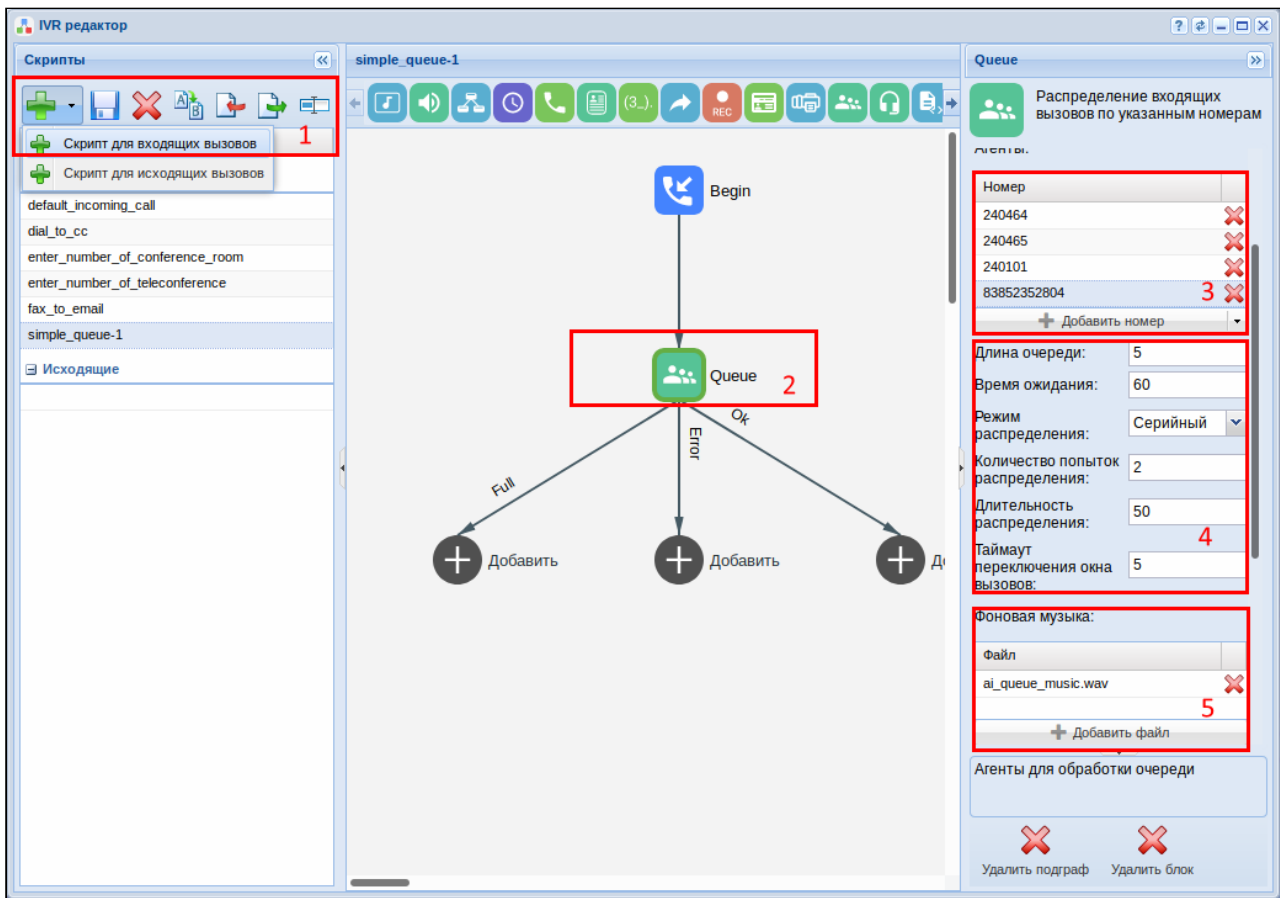 IVR редактор
Скрипты
1
Скрипт для входящих вызовов
Скрипт для исходящих вызовов
default_incoming_call
dial_to_cc
enter_number_of_conference_room
enter_number_of_teleconference
fax_to_email
simple_queue-1
Исходящие
simple_queue-1
(3..).
REC
Begin
Queue
2
Full
Error
Ok
Добавить
Добавить
Queue
Распределение входящих
вызовов по указанным номерам
Агенты:
Номер
240464
240465
240101
83852352804
3
Добавить номер
Длина очереди:
5
Время ожидания:
60
Режим
распределения:
Серийный
Количество попыток
распределения:
2
Длительность
распределения:
50
4
Таймаут
переключения окна
вызовов:
5
Фоновая музыка:
Файл
ai_queue_music.wav
5
Добавить файл
Агенты для обработки очереди
Удалить подграф
Удалить блок